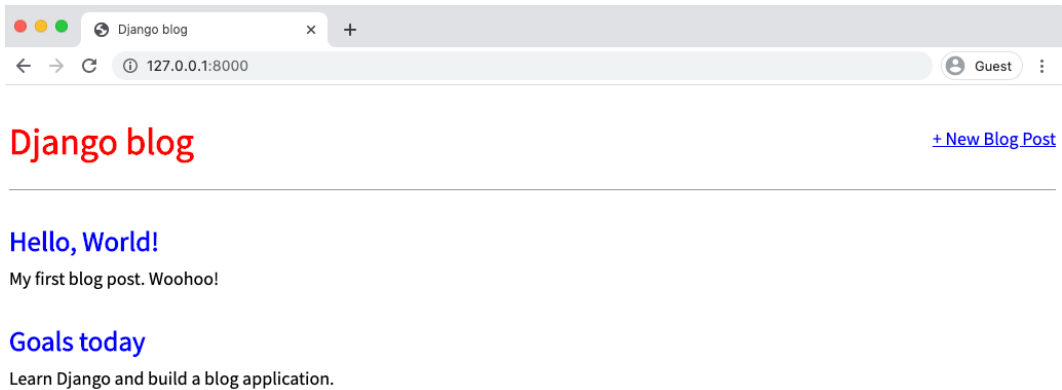 Django blog
127.0.0.1:8000
Guest
Django blog
+ New Blog Post
Hello, World!
My first blog post. Woohoo!
Goals today
Learn Django and build a blog application.